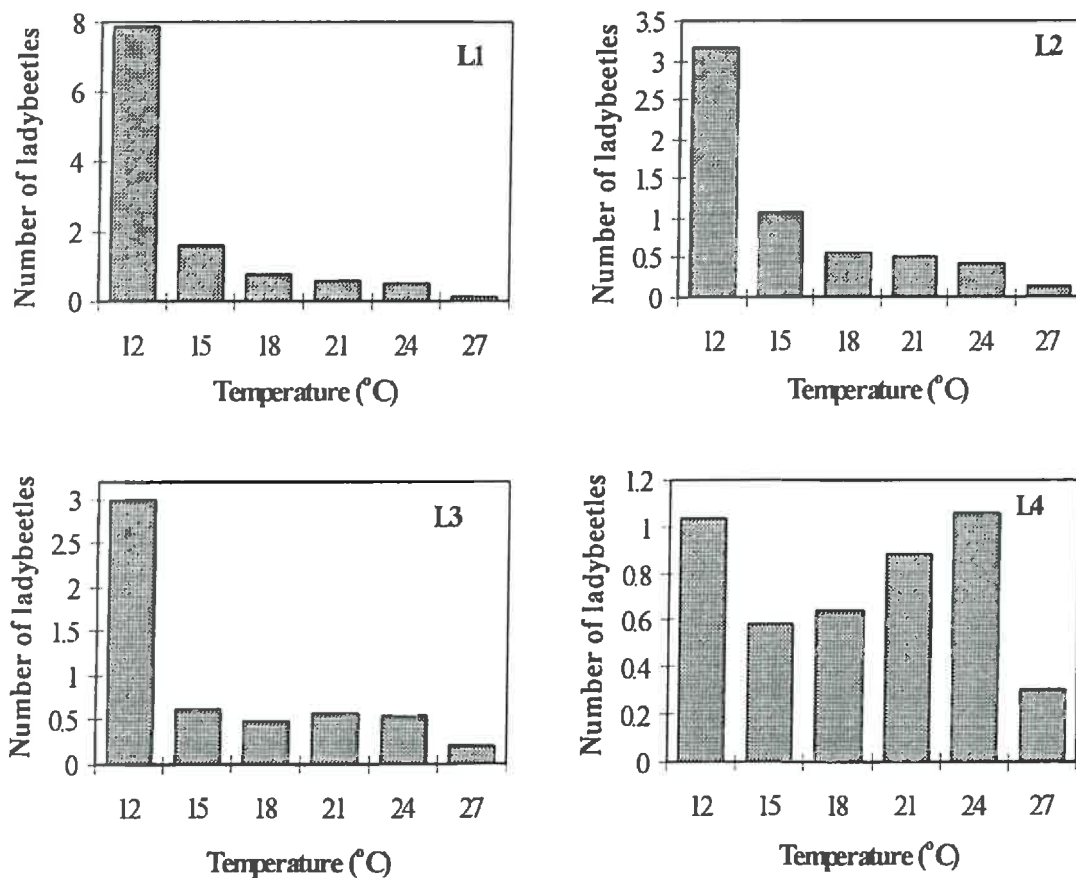 Number of ladybeetles
8
6
4
2
0
L1
12 15 18 21 24 27
Temperature (°C)
Number of ladybeetles
3.5
3
2.5
2
1.5
1
0.5
0
L2
12 15 18 21 24 27
Temperature (°C)
Number of ladybeetles
3
2.5
2
1.5
1
0.5
0
L3
12 15 18 21 24 27
Temperature (°C)
Number of ladybeetles
1.2
1
0.8
0.6
0.4
0.2
0
L4
12 15 18 21 24 27
Temperature (°C)